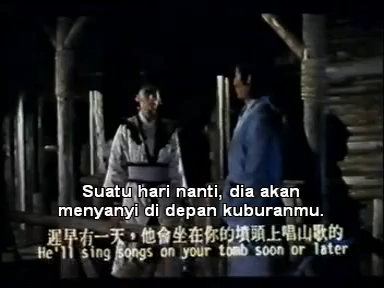 Suatu hari nanti, dia akan
menyanyi di depan kuburanmu.
遲早有一天，他會坐在你的墳頭上唱山歌的
He'll sing songs on your tomb soon or later